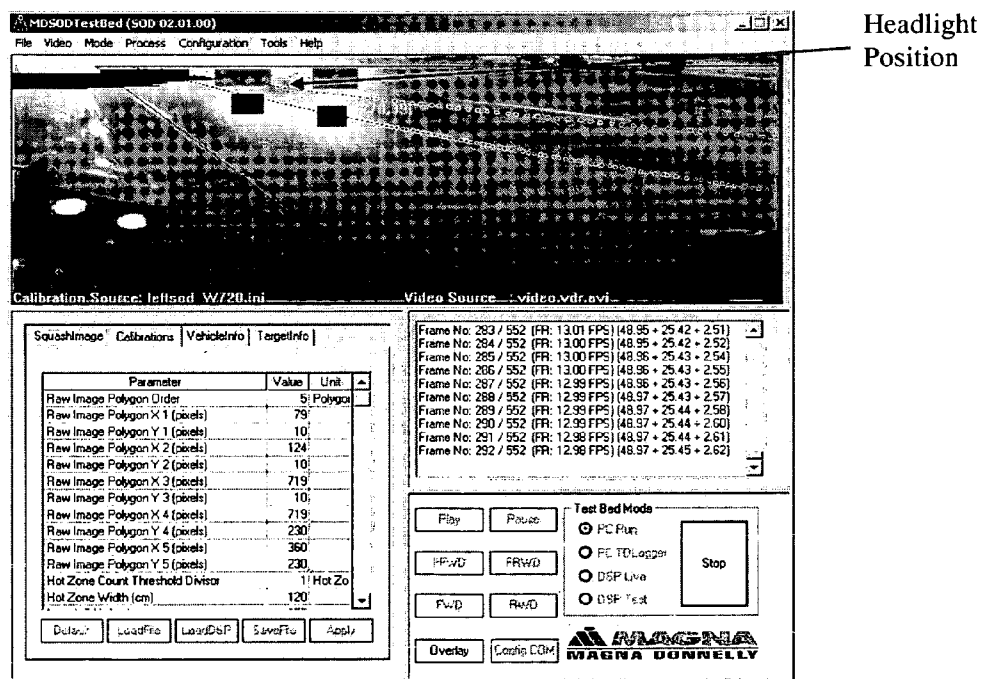 MDSODTestBed (SOD 02.01.00)
File Video Mode Process Configuration Tools Help
Headlight
Position
Calibration Source: leftsod_W720.ini
Video Source : video.vdr.avi
SquashImage Calibrations VehicleInfo TargetInfo
Parameter Value Unit
Raw Image Polygon Order 5 Polygon
Raw Image Polygon X 1 (pixels) 79
Raw Image Polygon Y 1 (pixels) 10
Raw Image Polygon X 2 (pixels) 124
Raw Image Polygon Y 2 (pixels) 10
Raw Image Polygon X 3 (pixels) 719
Raw Image Polygon Y 3 (pixels) 10
Raw Image Polygon X 4 (pixels) 719
Raw Image Polygon Y 4 (pixels) 230
Raw Image Polygon X 5 (pixels) 360
Raw Image Polygon Y 5 (pixels) 230
Hot Zone Count Threshold Divisor 1 Hot Zo
Hot Zone Width (cm) 120
Default LoadFile LoadDSP SaveFile Apply
Frame No: 283 / 552 (FR: 13.01 FPS) (48.95 + 25.42 + 2.51)
Frame No: 284 / 552 (FR: 13.00 FPS) (48.95 + 25.42 + 2.52)
Frame No: 285 / 552 (FR: 13.00 FPS) (48.96 + 25.43 + 2.54)
Frame No: 286 / 552 (FR: 13.00 FPS) (48.96 + 25.43 + 2.55)
Frame No: 287 / 552 (FR: 12.99 FPS) (48.96 + 25.43 + 2.56)
Frame No: 288 / 552 (FR: 12.99 FPS) (48.97 + 25.43 + 2.57)
Frame No: 289 / 552 (FR: 12.99 FPS) (48.97 + 25.44 + 2.58)
Frame No: 290 / 552 (FR: 12.99 FPS) (48.97 + 25.44 + 2.60)
Frame No: 291 / 552 (FR: 12.98 FPS) (48.97 + 25.44 + 2.61)
Frame No: 292 / 552 (FR: 12.98 FPS) (48.97 + 25.45 + 2.62)
Play Pause
FFWD FRWD
FWD RWD
Overlay Config COM
Test Bed Mode
PC Run
PC TDLogger
DSP Live
DSP Test
Stop
MAGNA
MAGNA DONNELLY